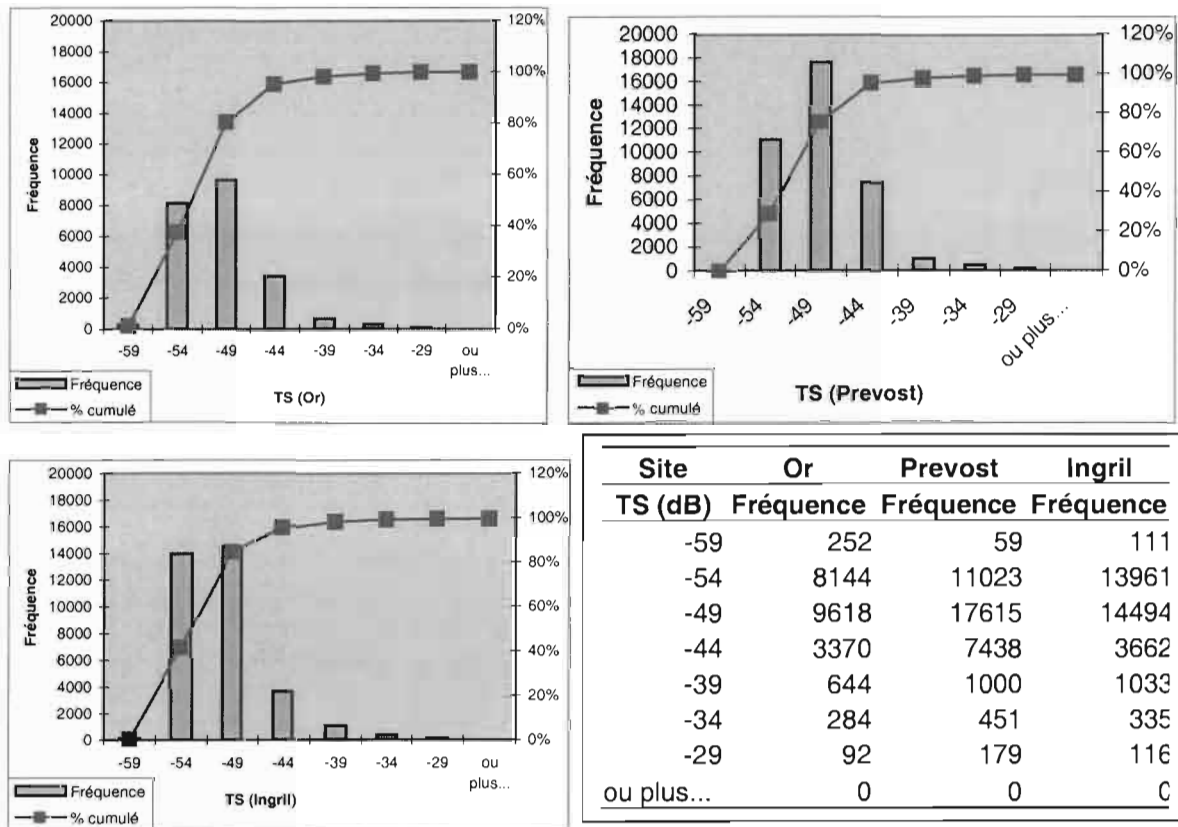 20000
18000
16000
14000
12000
10000
8000
6000
4000
2000
0
Fréquence
120%
100%
80%
60%
40%
20%
0%
-59 -54 -49 -44 -39 -34 -29 ou plus...
TS (Or)
Fréquence
% cumulé
20000
18000
16000
14000
12000
10000
8000
6000
4000
2000
0
Fréquence
120%
100%
80%
60%
40%
20%
0%
-59 -54 -49 -44 -39 -34 -29 ou plus...
TS (Prevost)
Fréquence
% cumulé
20000
18000
16000
14000
12000
10000
8000
6000
4000
2000
0
Fréquence
120%
100%
80%
60%
40%
20%
0%
-59 -54 -49 -44 -39 -34 -29 ou plus...
TS (Ingril)
Fréquence
% cumulé
Site Or Prevost Ingril
TS (dB) Fréquence Fréquence Fréquence
-59 252 59 111
-54 8144 11023 13961
-49 9618 17615 14494
-44 3370 7438 3662
-39 644 1000 1033
-34 284 451 335
-29 92 179 116
ou plus... 0 0 0